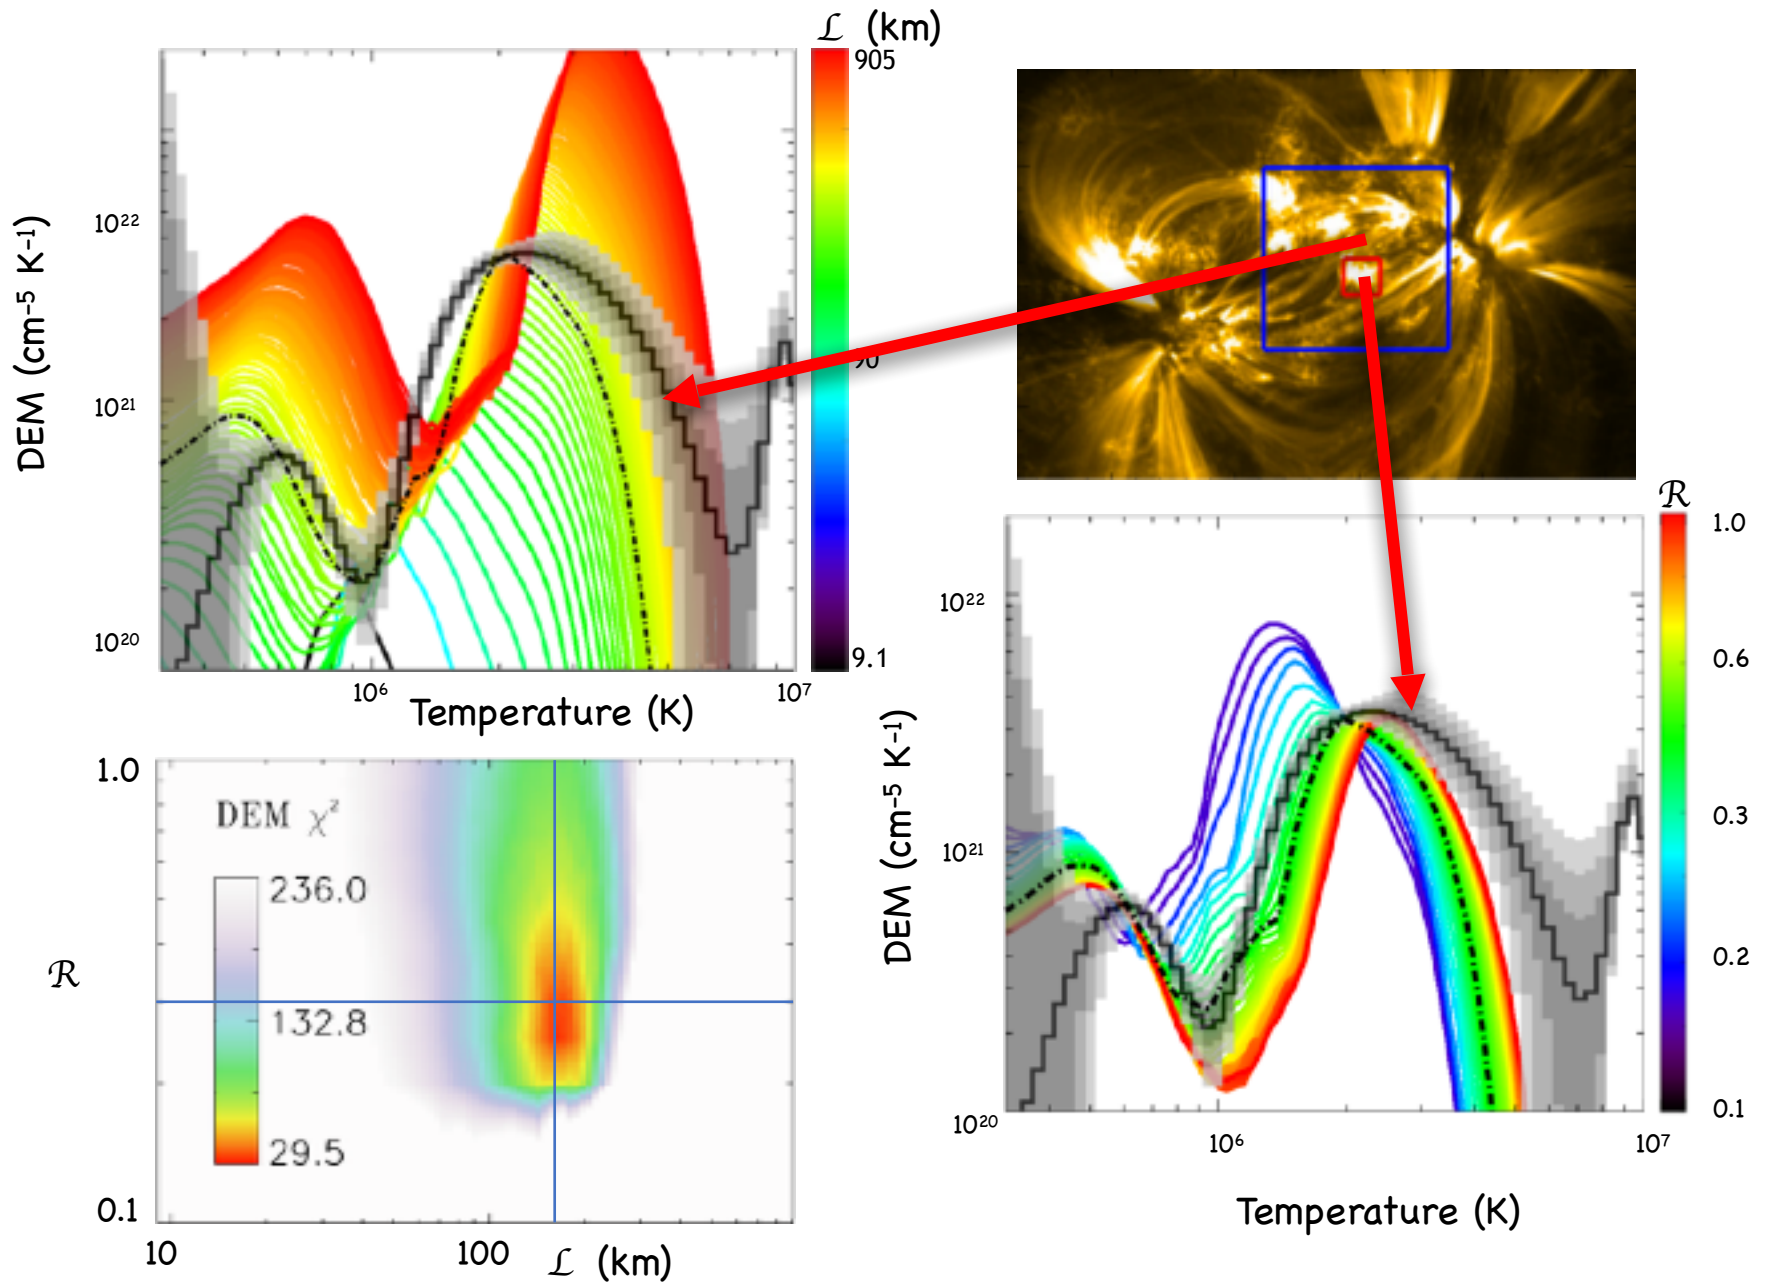 ℒ (km)
905
90
9.1
DEM (cm⁻⁵ K⁻¹)
10²²
10²¹
10²⁰
10⁶
10⁷
Temperature (K)
ℛ
1.0
0.6
0.3
0.2
0.1
DEM (cm⁻⁵ K⁻¹)
10²²
10²¹
10²⁰
10⁶
10⁷
Temperature (K)
1.0
ℛ
0.1
DEM χ²
236.0
132.8
29.5
10
100
ℒ (km)